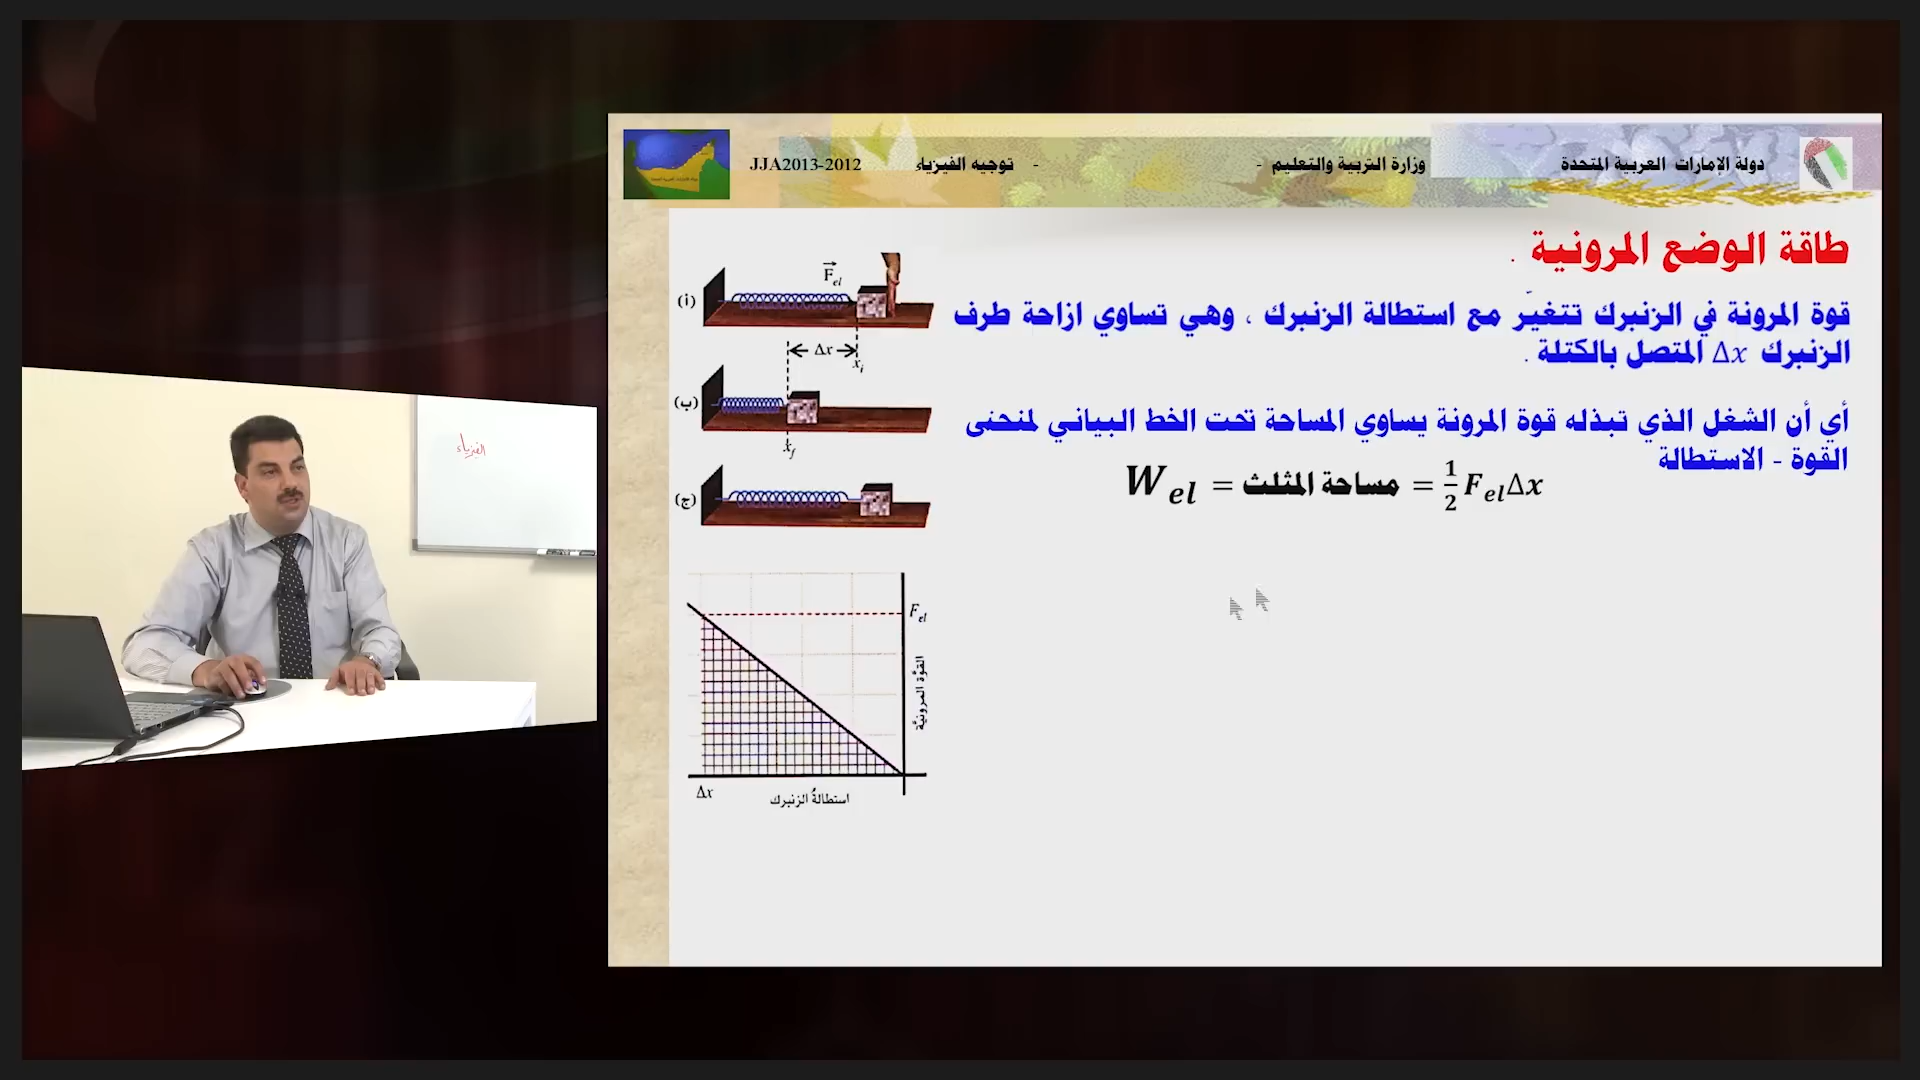 دولة الإمارات العربية المتحدة
وزارة التربية والتعليم -
- توجيه الفيزياء
JJA2013-2012
طاقة الوضع المرونية .
قوة المرونة في الزنبرك تتغيّر مع استطالة الزنبرك ، وهي تساوي ازاحة طرف
الزنبرك Δx المتصل بالكتلة .
أي أن الشغل الذي تبذله قوة المرونة يساوي المساحة تحت الخط البياني لمنحنى
القوة - الاستطالة
W_el = مساحة المثلث = 1/2 F_el Δx
(أ)
F_el
Δx
x_i
(ب)
x_f
(ج)
F_el
القوّة المرونيّة
Δx
استطالةُ الزنبرك
الفيزياء